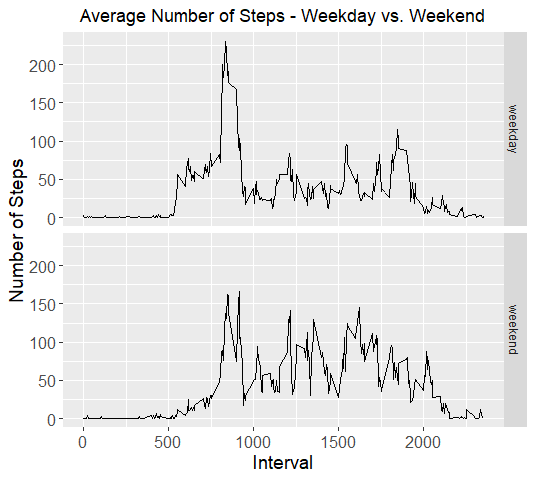 Average Number of Steps - Weekday vs. Weekend
Number of Steps
200
150
100
50
0
weekday
200
150
100
50
0
weekend
0 500 1000 1500 2000
Interval